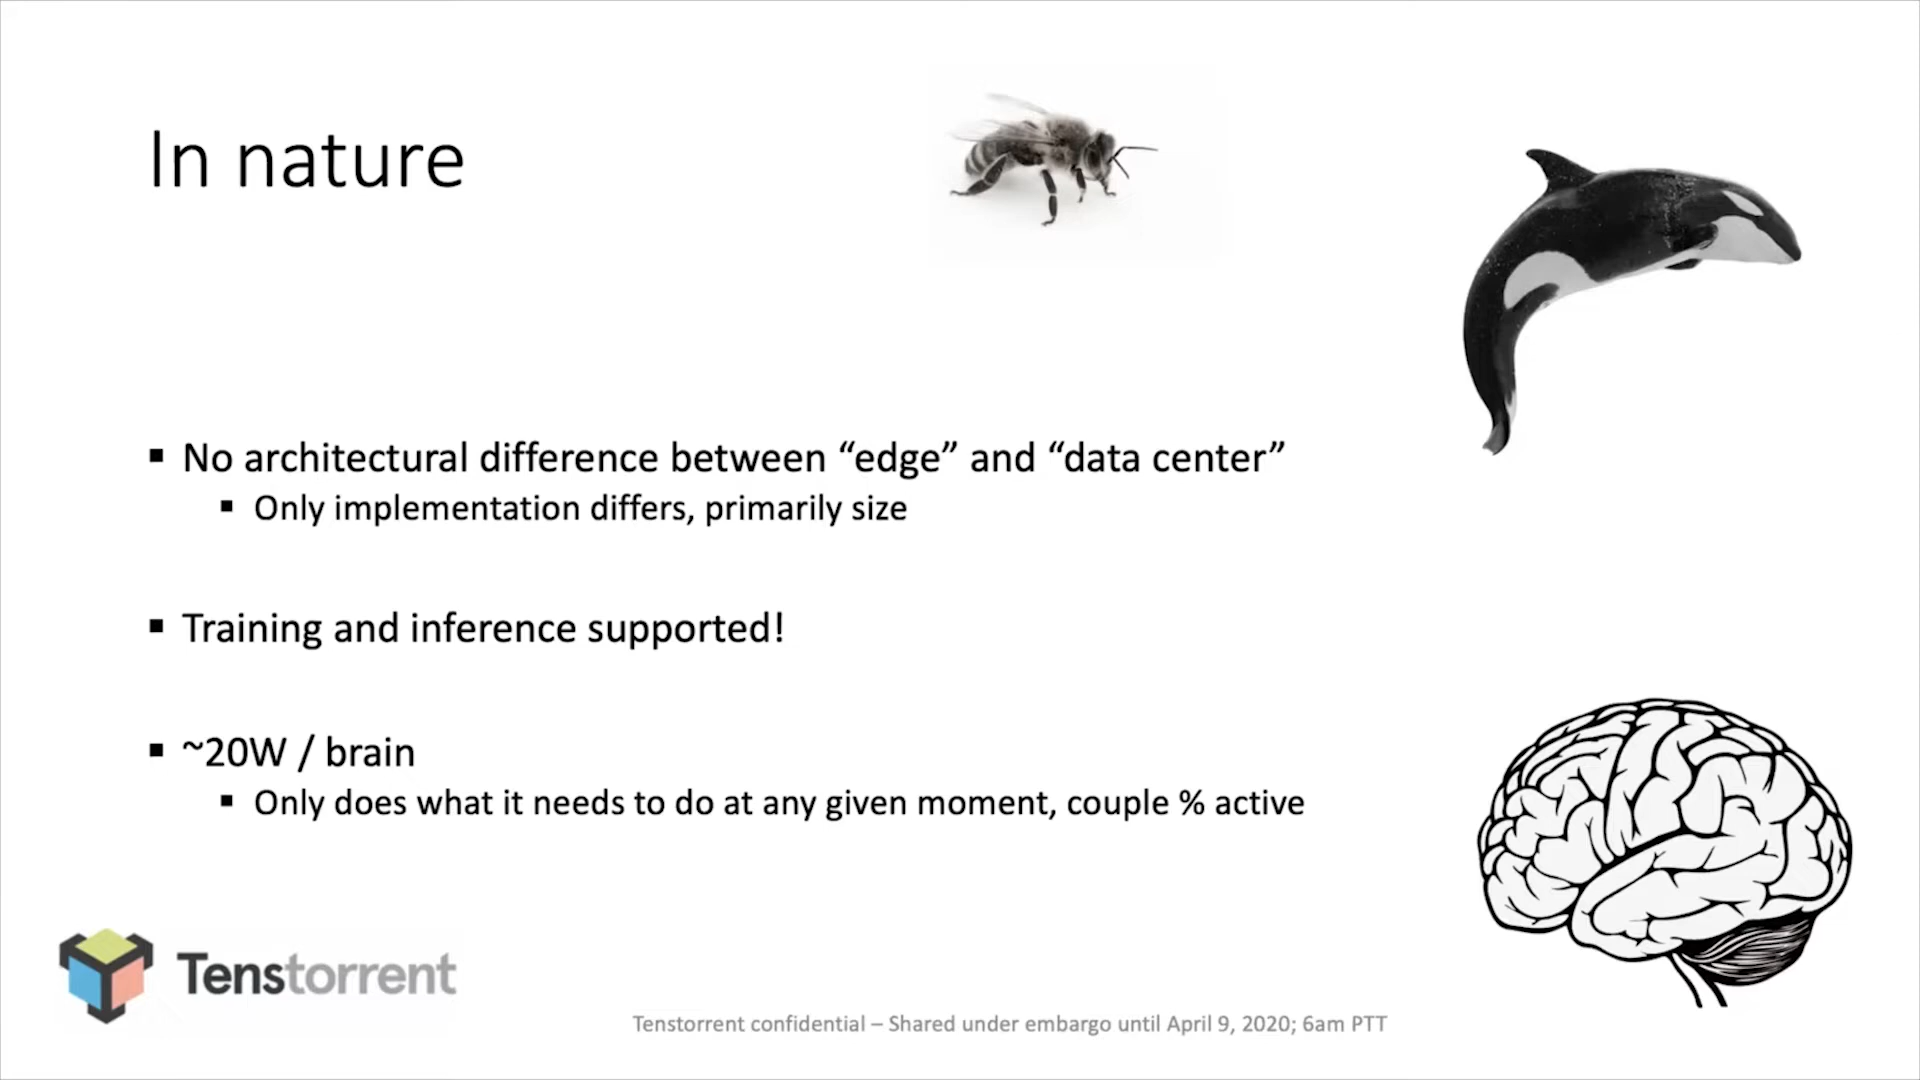 In nature
▪ No architectural difference between “edge” and “data center”
▪ Only implementation differs, primarily size
▪ Training and inference supported!
▪ ~20W / brain
▪ Only does what it needs to do at any given moment, couple % active
Tenstorrent
Tenstorrent confidential – Shared under embargo until April 9, 2020; 6am PTT